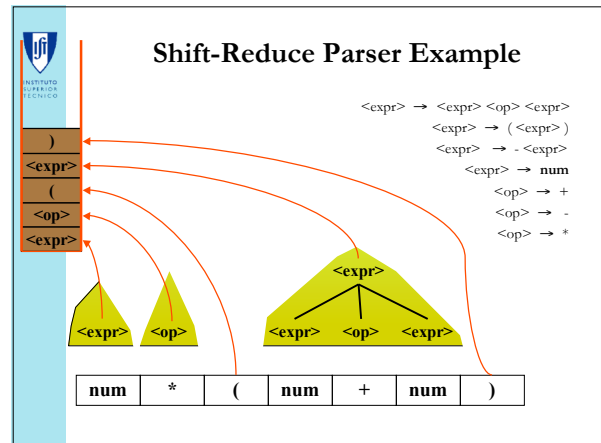 Shift-Reduce Parser Example
INSTITUTO
SUPERIOR
TÉCNICO
<expr> → <expr> <op> <expr>
<expr> → ( <expr> )
<expr> → - <expr>
<expr> → num
<op> → +
<op> → -
<op> → *
)
<expr>
(
<op>
<expr>
<expr>
<expr> <op> <expr> <op> <expr>
num * ( num + num )